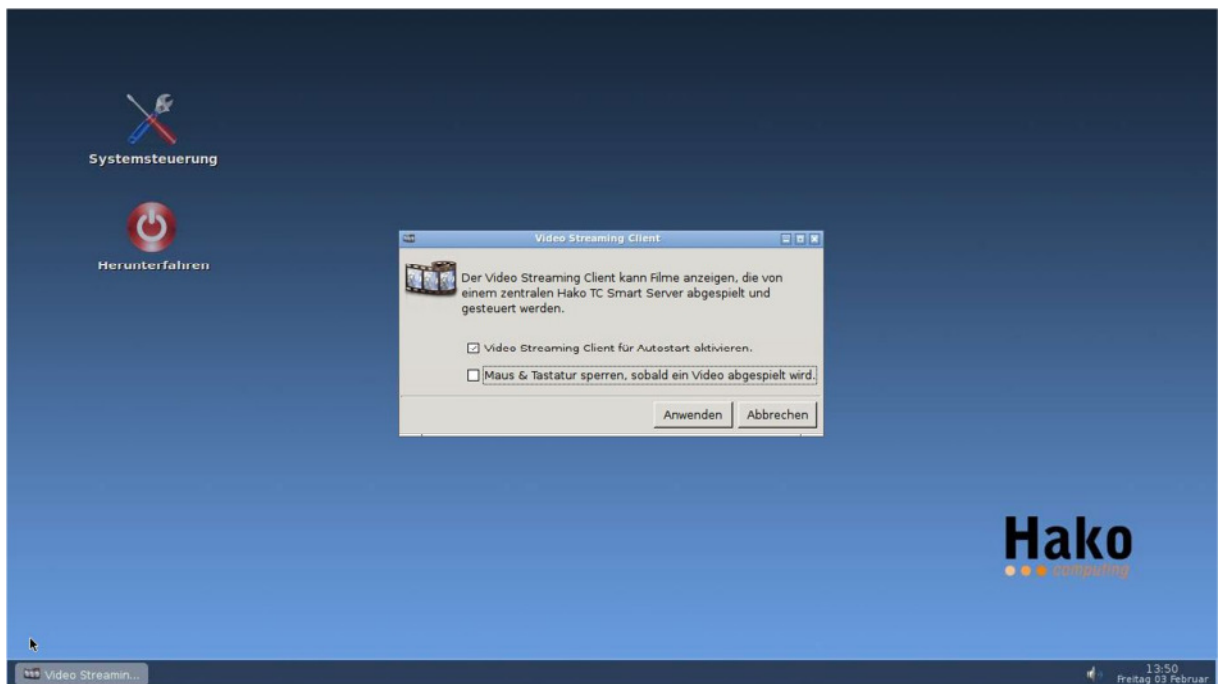 Systemsteuerung
Herunterfahren
Video Streaming Client
Der Video Streaming Client kann Filme anzeigen, die von
einem zentralen Hako TC Smart Server abgespielt und
gesteuert werden.
Video Streaming Client für Autostart aktivieren.
Maus & Tastatur sperren, sobald ein Video abgespielt wird.
Anwenden Abbrechen
Hako
computing
Video Streamin...
13:50
Freitag 03 Februar